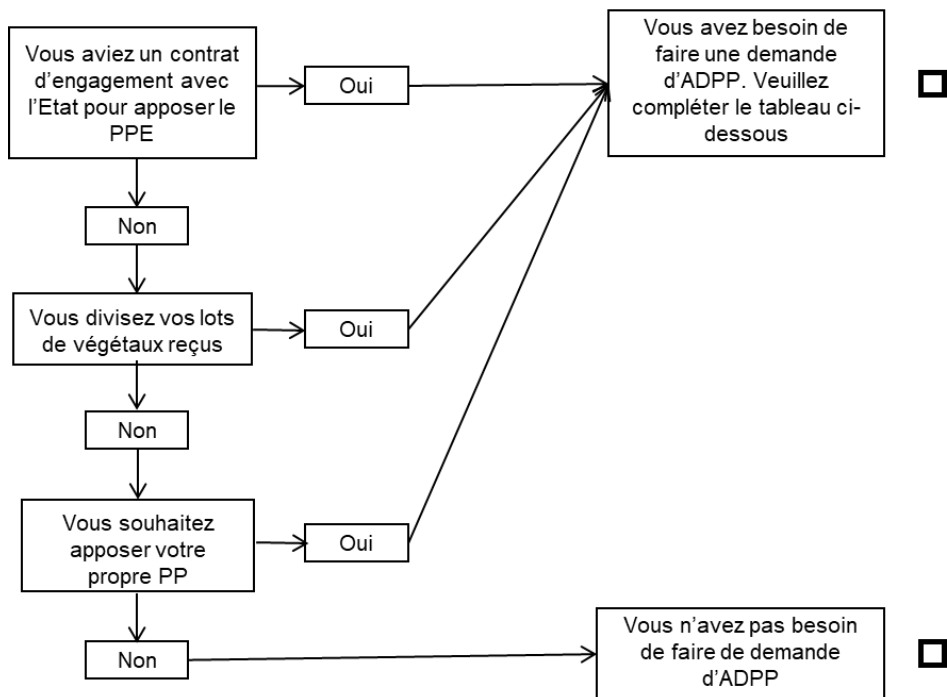 Vous aviez un contrat
d’engagement avec
l’Etat pour apposer le
PPE
Oui
Vous avez besoin de
faire une demande
d’ADPP. Veuillez
compléter le tableau ci-
dessous
Non
Vous divisez vos lots
de végétaux reçus
Oui
Non
Vous souhaitez
apposer votre
propre PP
Oui
Non
Vous n’avez pas besoin
de faire de demande
d’ADPP